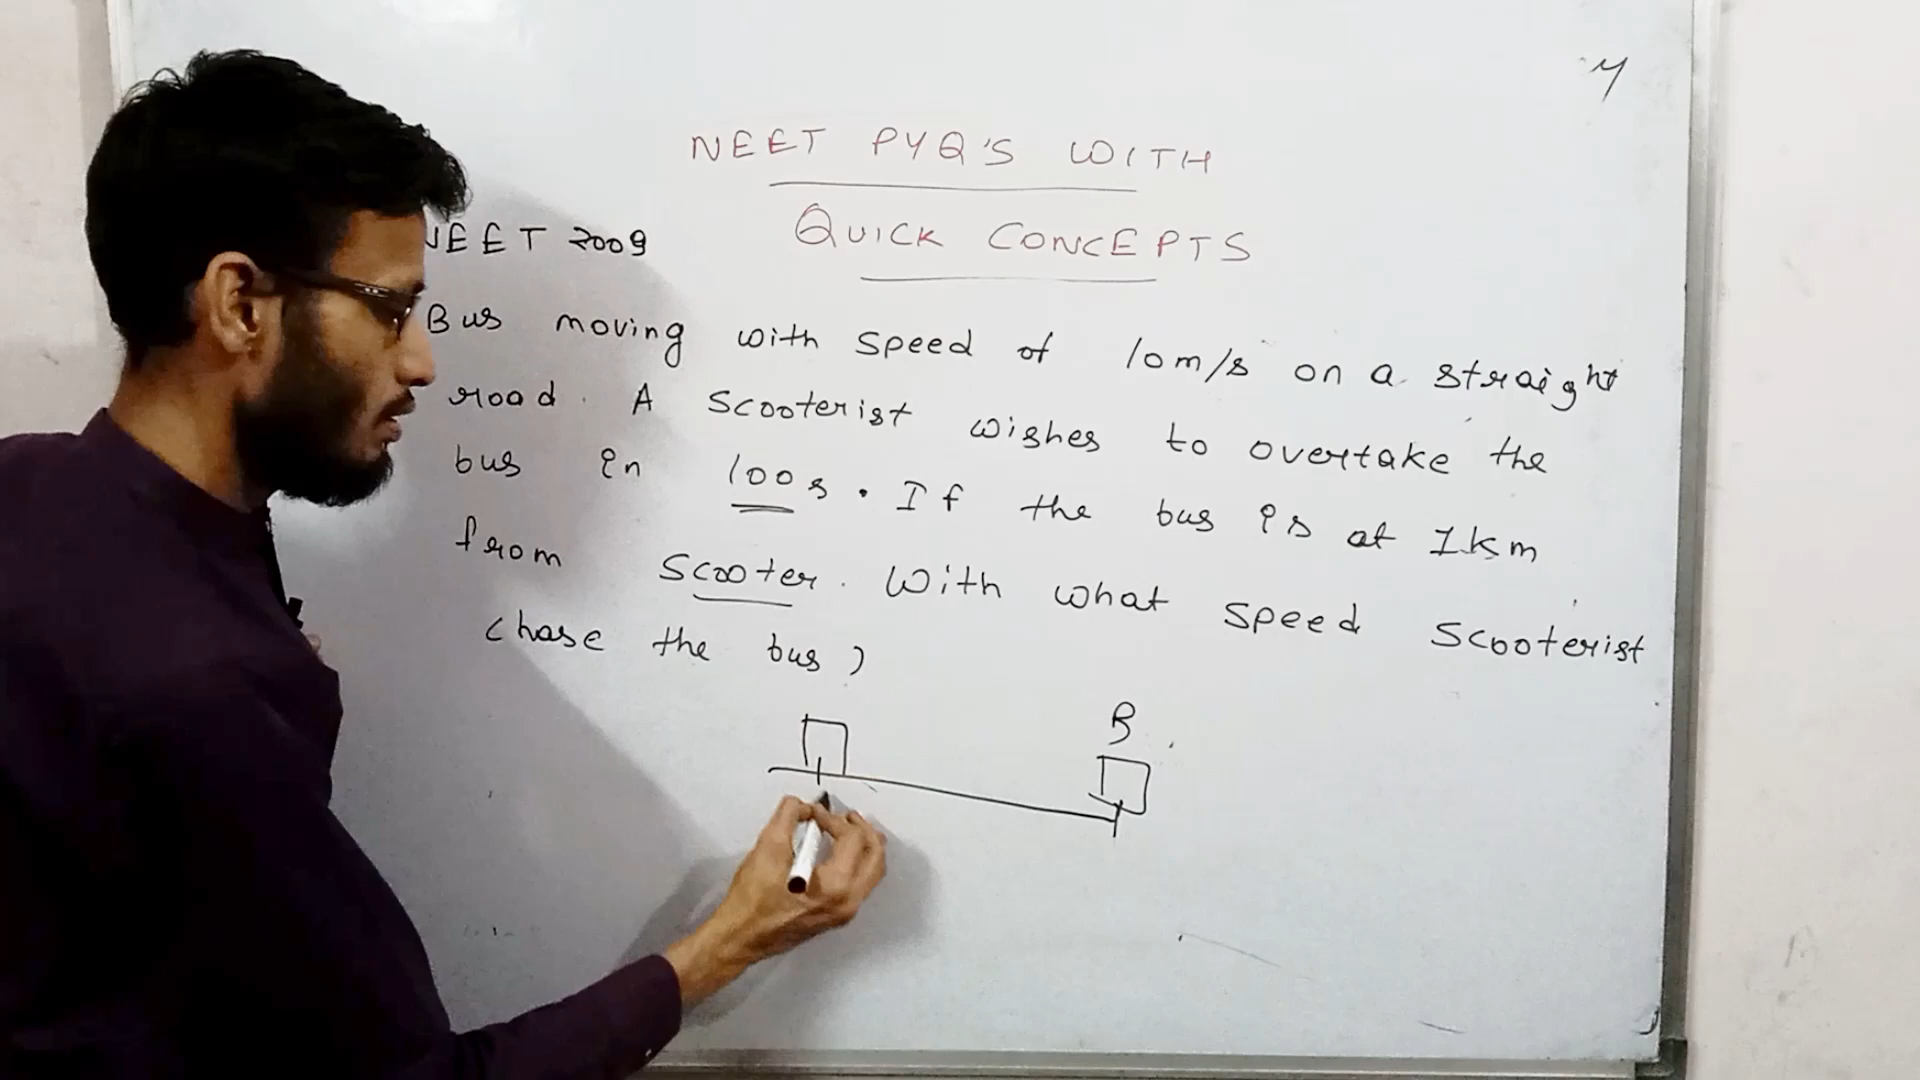 NEET PYQ'S WITH
QUICK CONCEPTS
NEET 2009
Bus moving with speed of 10m/s on a straight
road. A scooterist wishes to overtake the
bus in 100s. If the bus is at 1km
from scooter. With what speed scooterist
chase the bus?
B